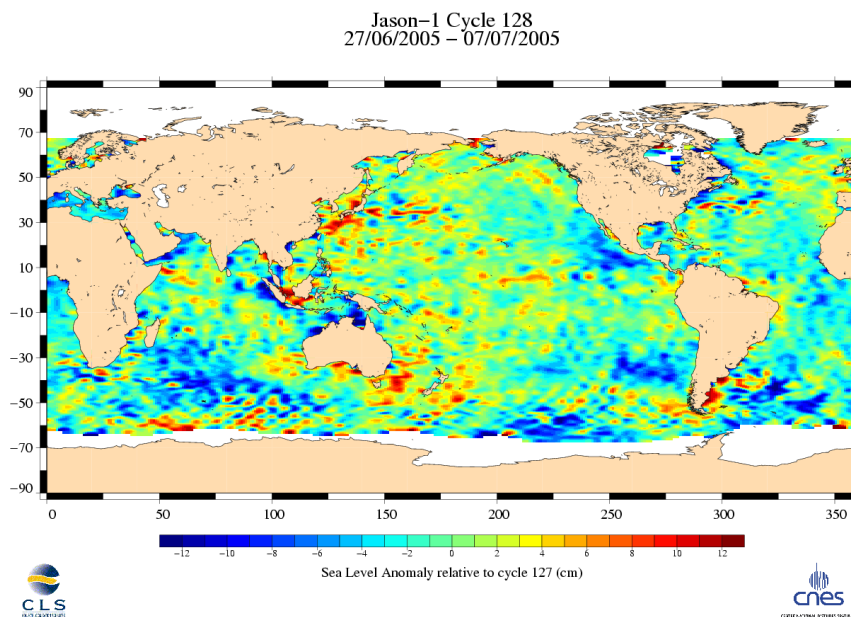 Jason-1 Cycle 128
27/06/2005 - 07/07/2005
90
70
50
30
10
-10
-30
-50
-70
-90
0 50 100 150 200 250 300 350
-12 -10 -8 -6 -4 -2 0 2 4 6 8 10 12
Sea Level Anomaly relative to cycle 127 (cm)
CLS
cnes